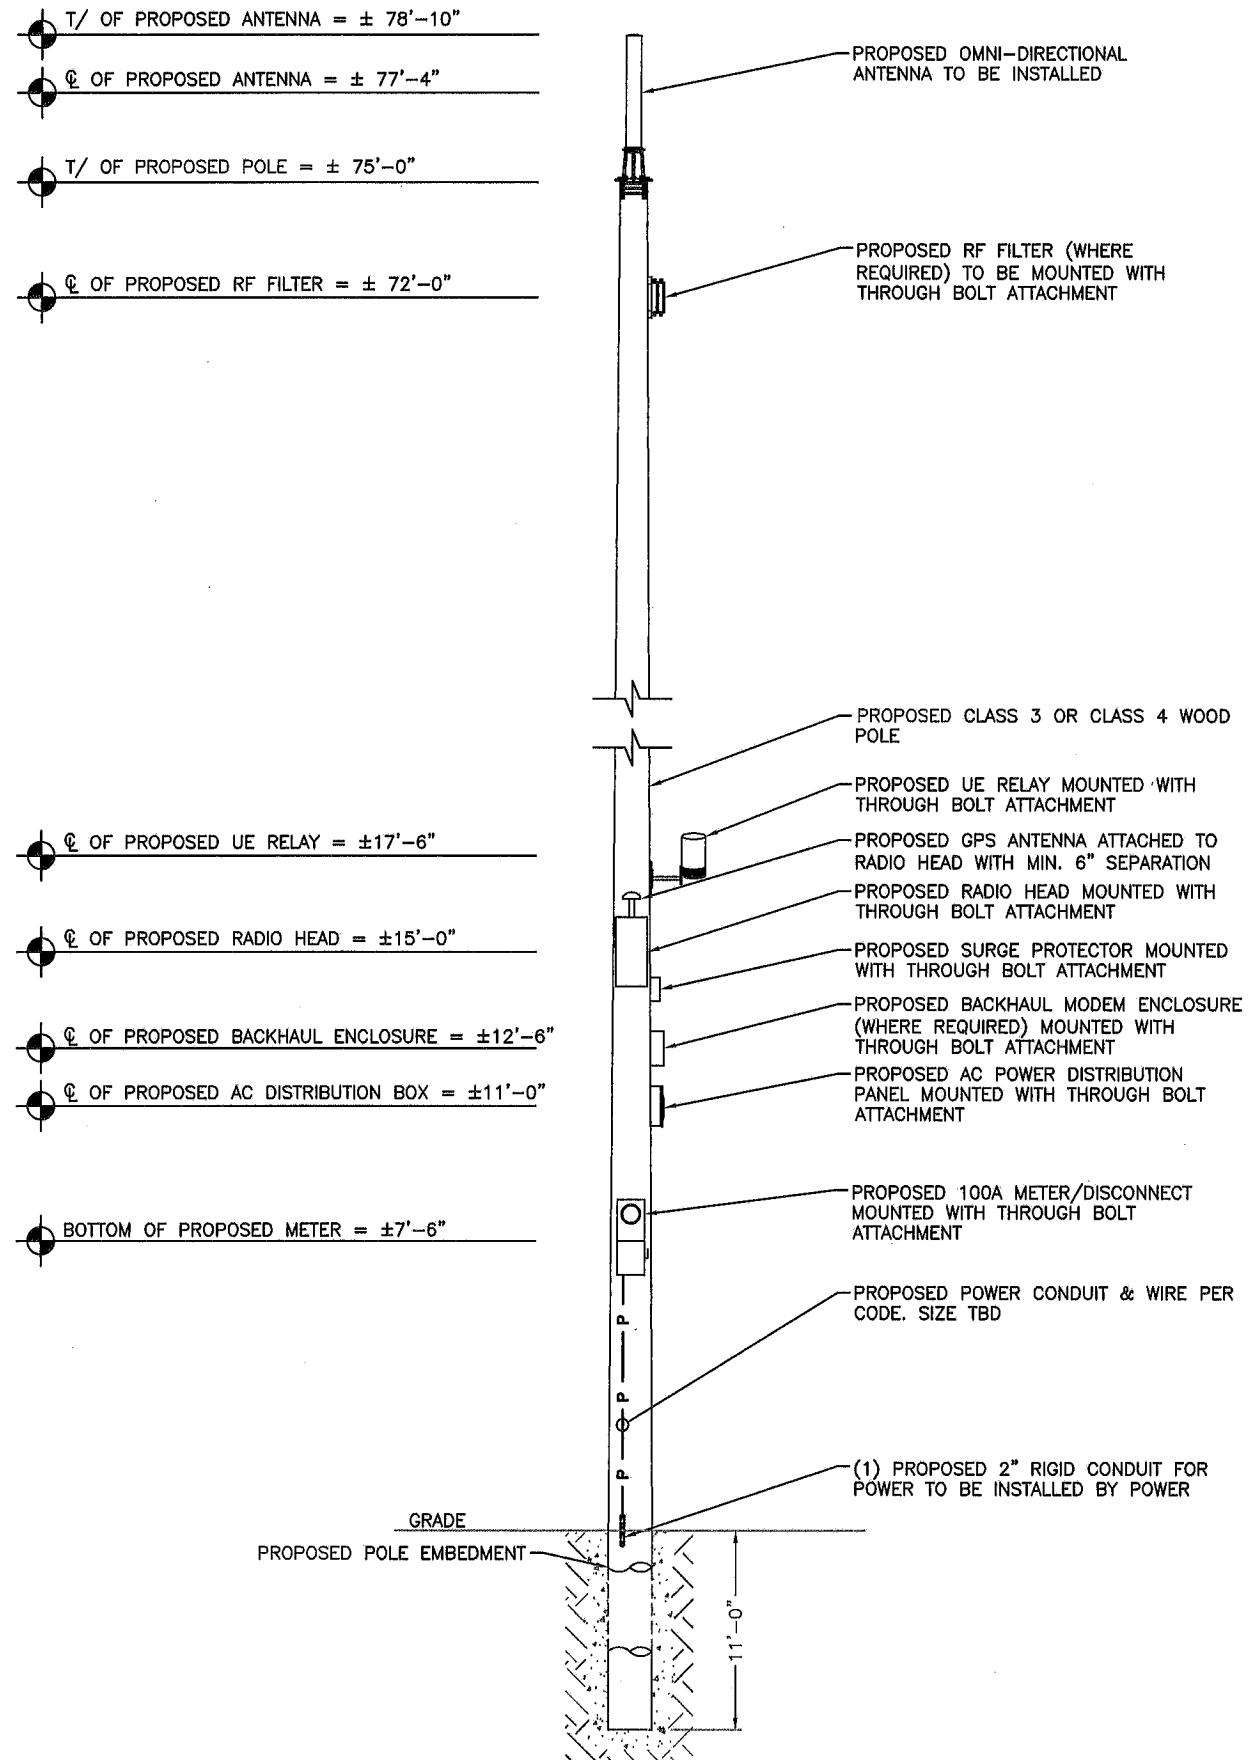 T/ OF PROPOSED ANTENNA = ± 78'-10"
℄ OF PROPOSED ANTENNA = ± 77'-4"
T/ OF PROPOSED POLE = ± 75'-0"
℄ OF PROPOSED RF FILTER = ± 72'-0"
℄ OF PROPOSED UE RELAY = ±17'-6"
℄ OF PROPOSED RADIO HEAD = ±15'-0"
℄ OF PROPOSED BACKHAUL ENCLOSURE = ±12'-6"
℄ OF PROPOSED AC DISTRIBUTION BOX = ±11'-0"
BOTTOM OF PROPOSED METER = ±7'-6"
GRADE
PROPOSED POLE EMBEDMENT
P
P
P
11'-0"
PROPOSED OMNI-DIRECTIONAL
ANTENNA TO BE INSTALLED
PROPOSED RF FILTER (WHERE
REQUIRED) TO BE MOUNTED WITH
THROUGH BOLT ATTACHMENT
PROPOSED CLASS 3 OR CLASS 4 WOOD
POLE
PROPOSED UE RELAY MOUNTED WITH
THROUGH BOLT ATTACHMENT
PROPOSED GPS ANTENNA ATTACHED TO
RADIO HEAD WITH MIN. 6" SEPARATION
PROPOSED RADIO HEAD MOUNTED WITH
THROUGH BOLT ATTACHMENT
PROPOSED SURGE PROTECTOR MOUNTED
WITH THROUGH BOLT ATTACHMENT
PROPOSED BACKHAUL MODEM ENCLOSURE
(WHERE REQUIRED) MOUNTED WITH
THROUGH BOLT ATTACHMENT
PROPOSED AC POWER DISTRIBUTION
PANEL MOUNTED WITH THROUGH BOLT
ATTACHMENT
PROPOSED 100A METER/DISCONNECT
MOUNTED WITH THROUGH BOLT
ATTACHMENT
PROPOSED POWER CONDUIT & WIRE PER
CODE. SIZE TBD
(1) PROPOSED 2" RIGID CONDUIT FOR
POWER TO BE INSTALLED BY POWER